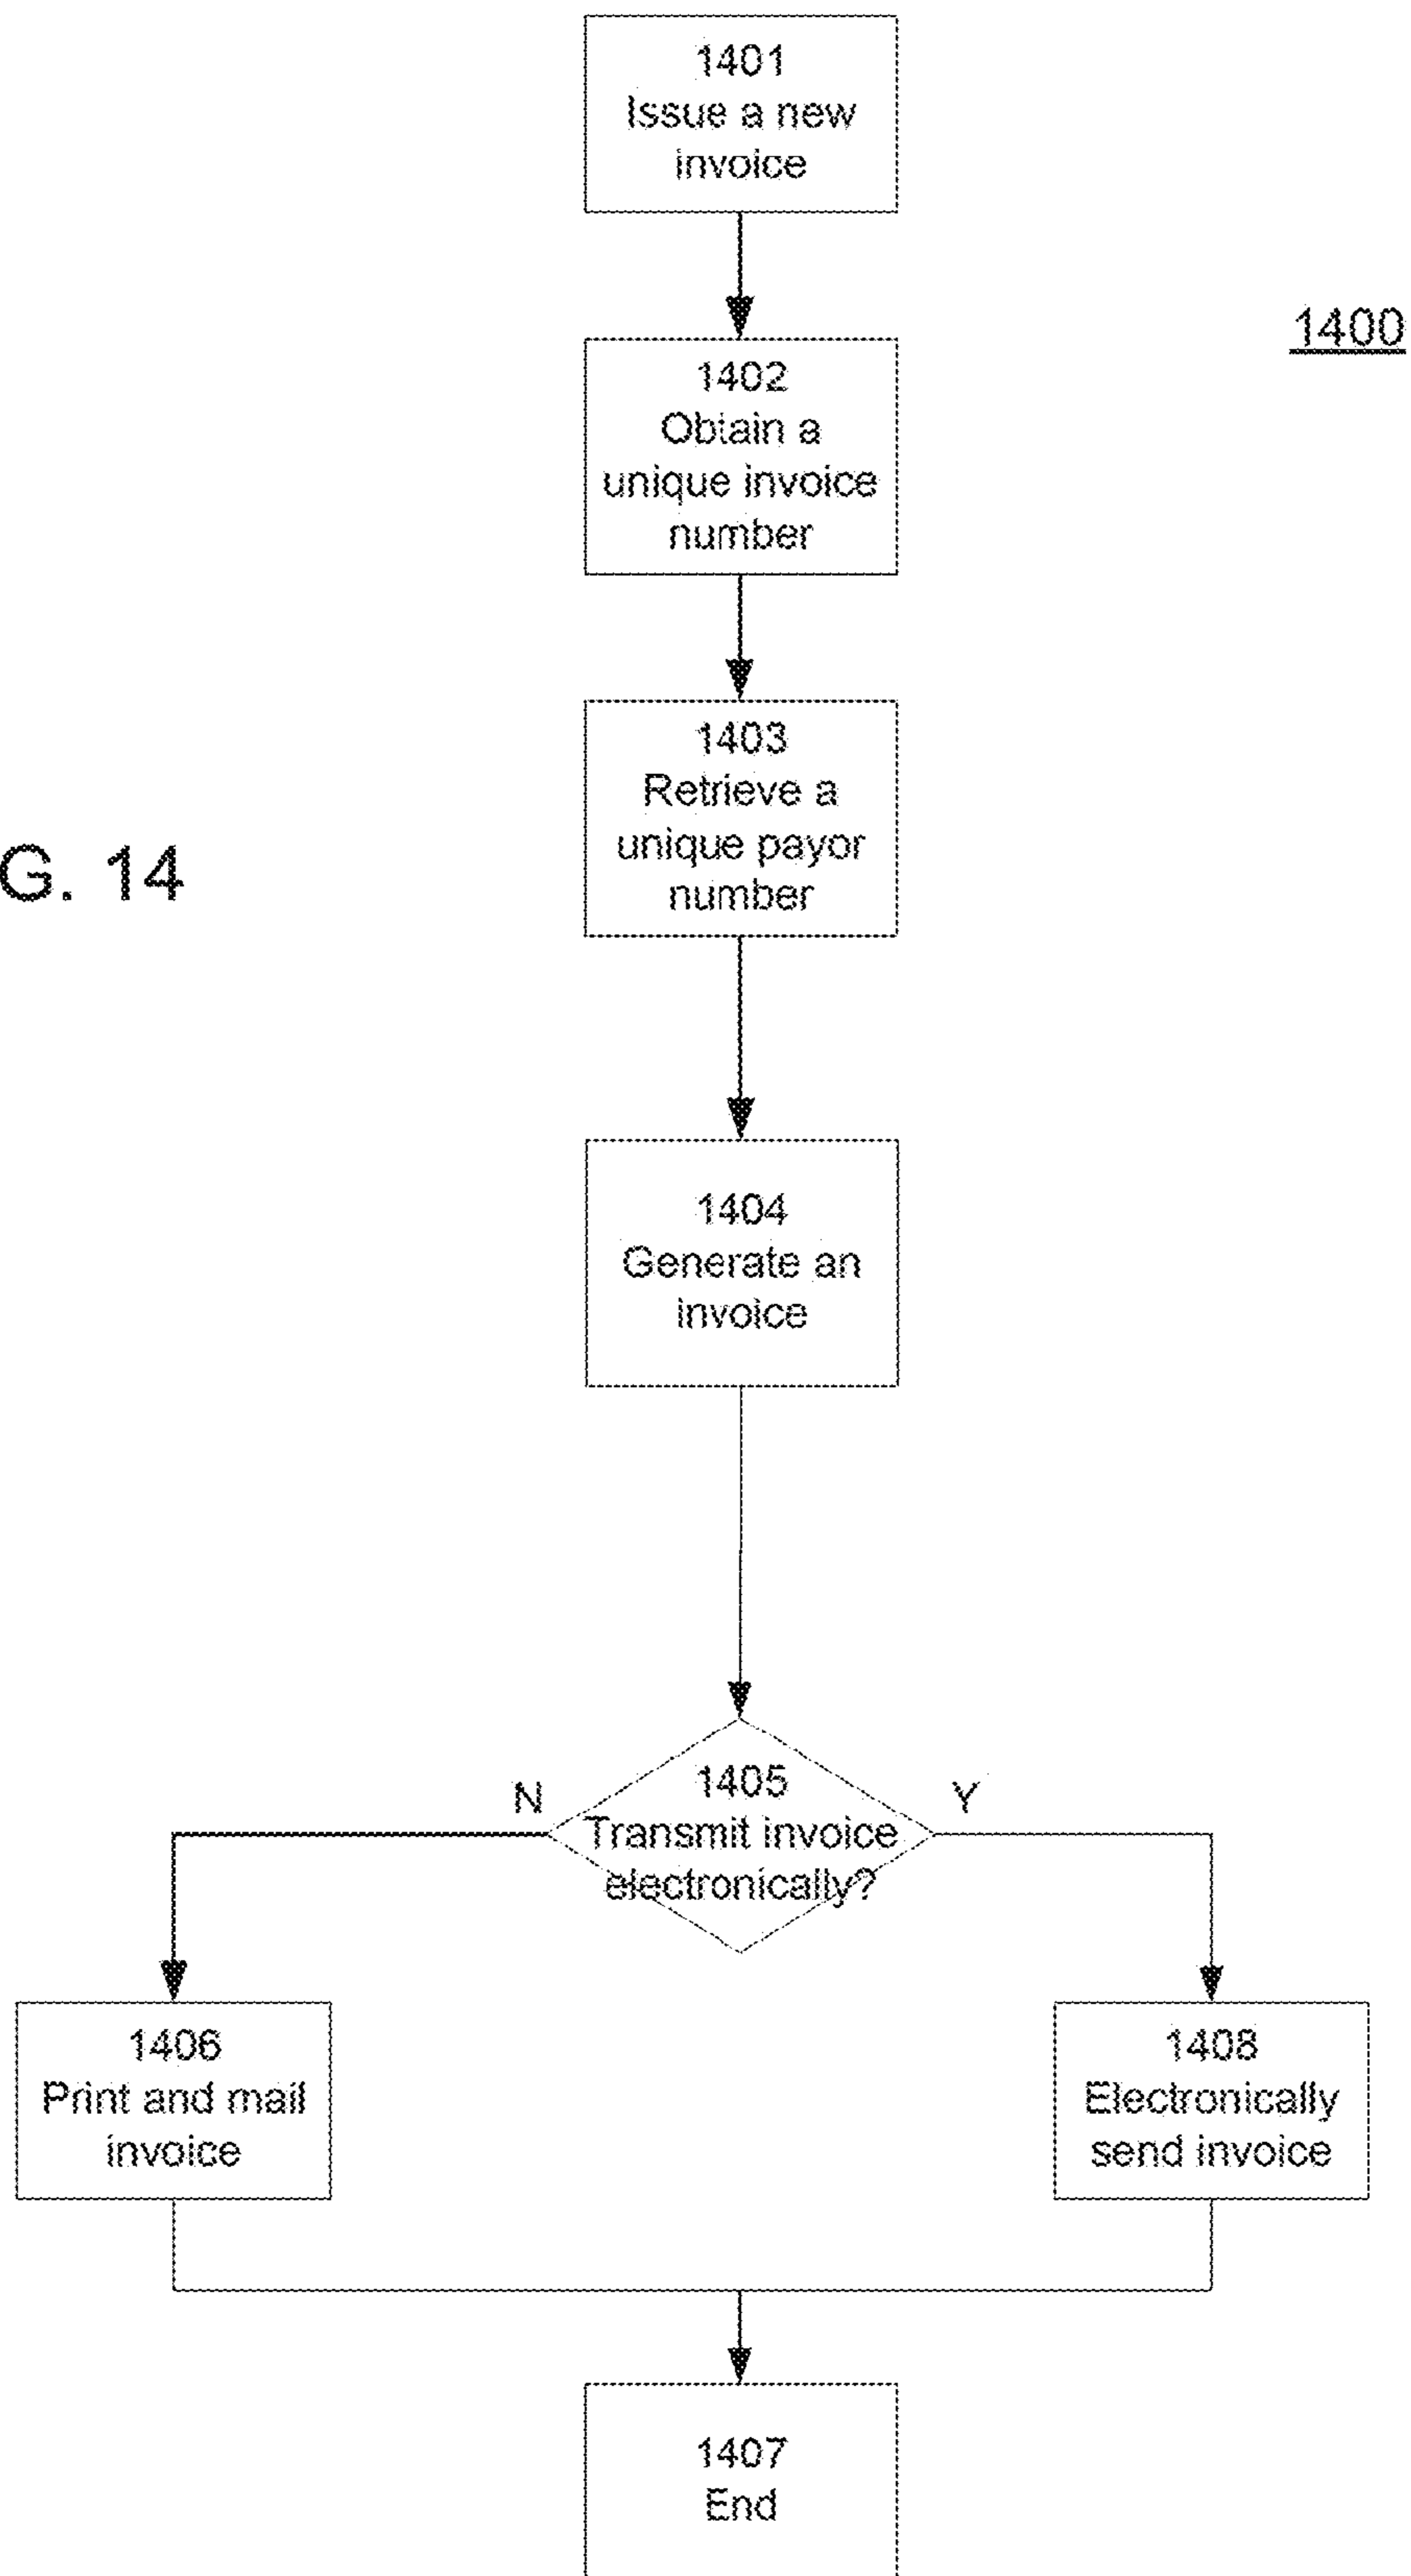 1401
Issue a new
invoice
1400
1402
Obtain a
unique invoice
number
1403
Retrieve a
unique payor
number
G. 14
1404
Generate an
invoice
N
Y
1405
Transmit invoice
electronically?
1406
Print and mail
invoice
1408
Electronically
send invoice
1407
End